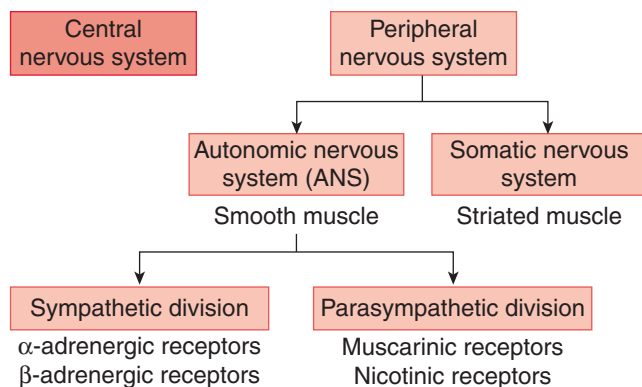 Central
nervous system
Peripheral
nervous system
Autonomic nervous
system (ANS)
Somatic nervous
system
Smooth muscle
Striated muscle
Sympathetic division
Parasympathetic division
α-adrenergic receptors
β-adrenergic receptors
Muscarinic receptors
Nicotinic receptors